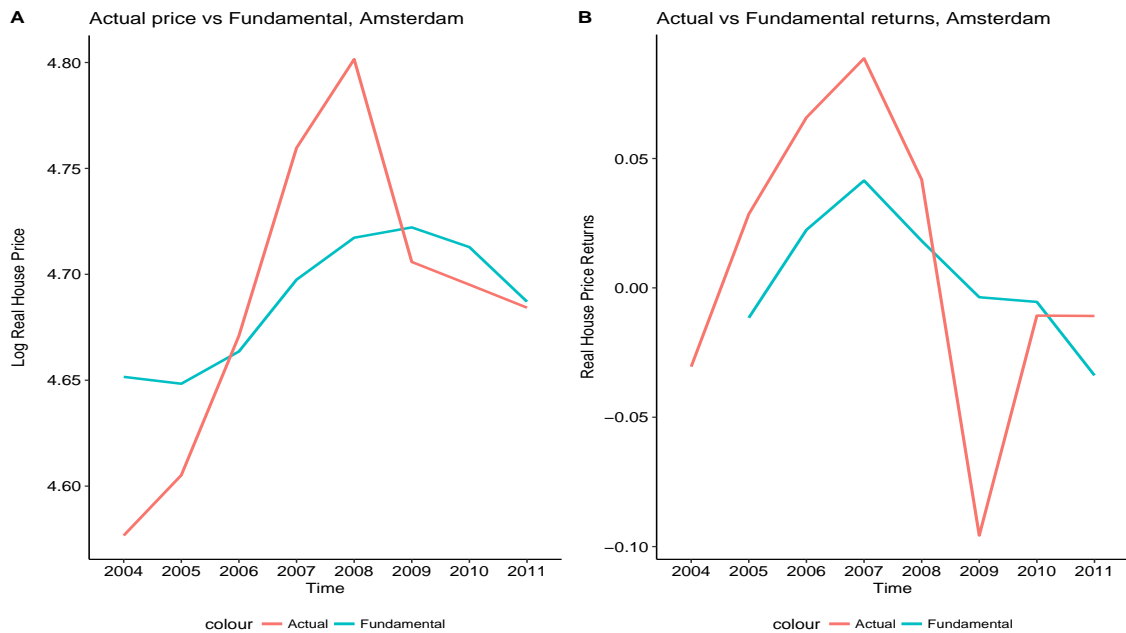 A
Actual price vs Fundamental, Amsterdam
Log Real House Price
4.80
4.75
4.70
4.65
4.60
2004 2005 2006 2007 2008 2009 2010 2011
Time
colour Actual Fundamental
B
Actual vs Fundamental returns, Amsterdam
Real House Price Returns
0.05
0.00
−0.05
−0.10
2004 2005 2006 2007 2008 2009 2010 2011
Time
colour Actual Fundamental